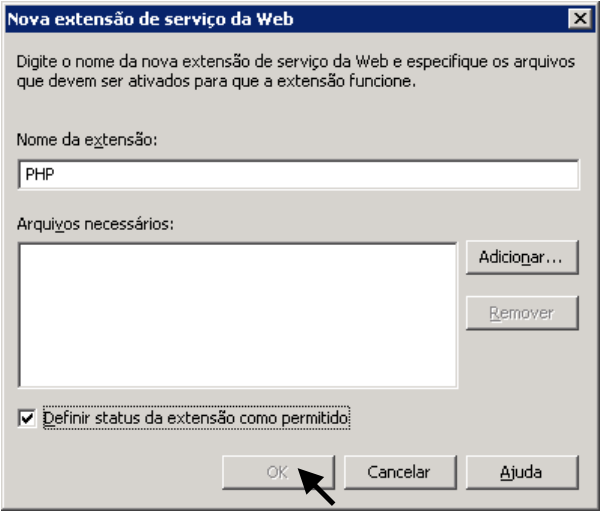 Nova extensão de serviço da Web
Digite o nome da nova extensão de serviço da Web e especifique os arquivos
que devem ser ativados para que a extensão funcione.
Nome da extensão:
PHP
Arquivos necessários:
Adicionar...
Remover
Definir status da extensão como permitido
OK
Cancelar
Ajuda